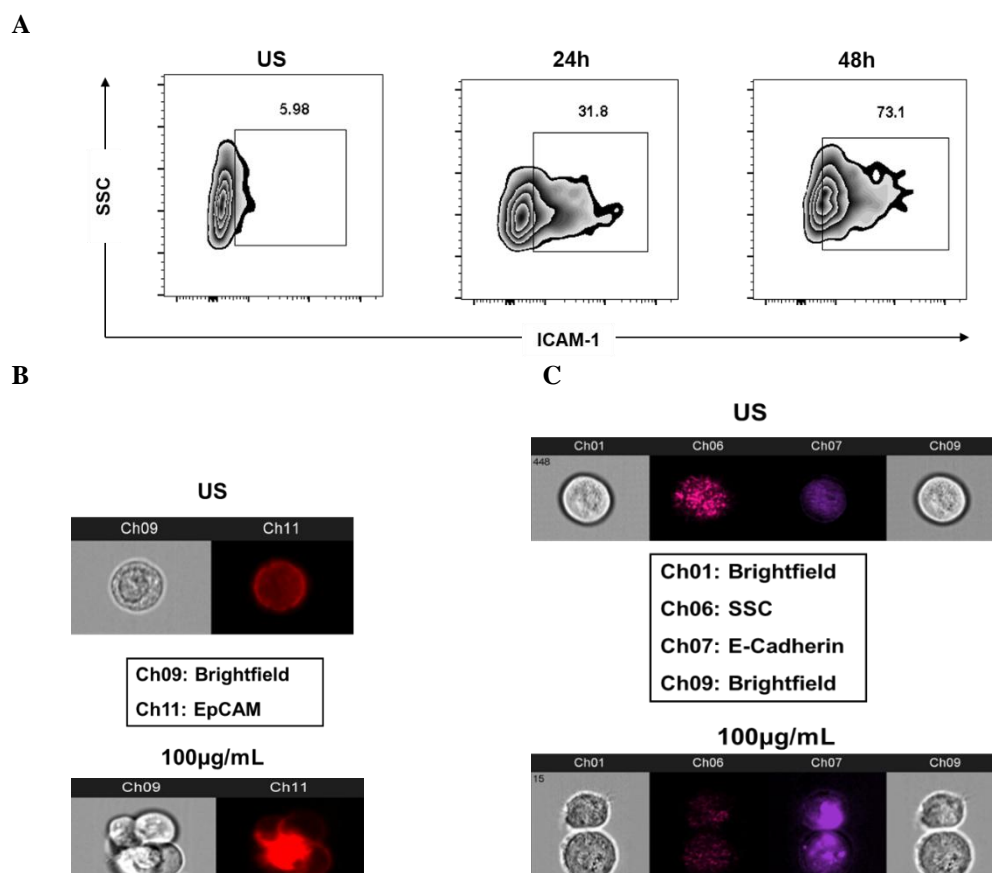 A
US 24h 48h
5.98 31.8 73.1
SSC
ICAM-1
B C
US
Ch01 Ch06 Ch07 Ch09
448
US
Ch09 Ch11
Ch01: Brightfield
Ch06: SSC
Ch07: E-Cadherin
Ch09: Brightfield
Ch09: Brightfield
Ch11: EpCAM
100µg/mL
Ch01 Ch06 Ch07 Ch09
15
100µg/mL
Ch09 Ch11